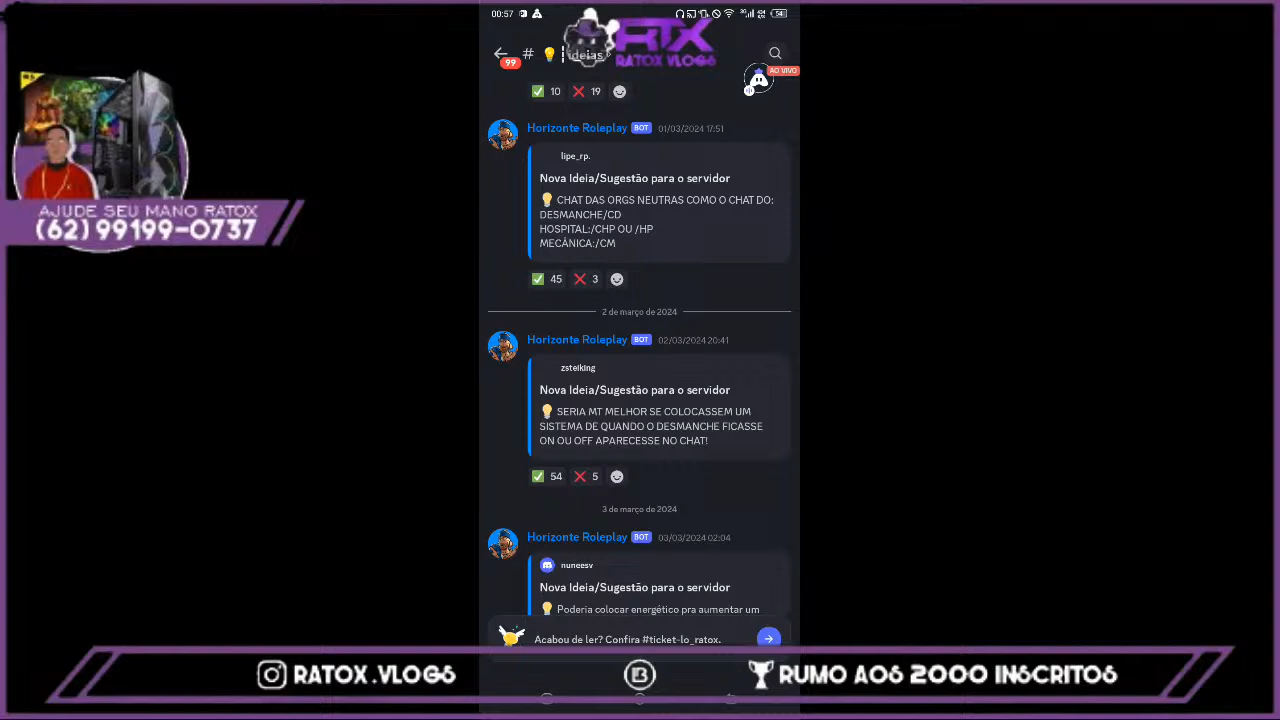 00:57
54
RTX
RATOX VLOGS
# ideias
99
AO VIVO
10 19
Horizonte Roleplay BOT 01/03/2024 17:51
lipe_rp.
Nova Ideia/Sugestão para o servidor
CHAT DAS ORGS NEUTRAS COMO O CHAT DO:
DESMANCHE/CD
HOSPITAL:/CHP OU /HP
MECÂNICA:/CM
45 3
2 de março de 2024
Horizonte Roleplay BOT 02/03/2024 20:41
zsteiking
Nova Ideia/Sugestão para o servidor
SERIA MT MELHOR SE COLOCASSEM UM
SISTEMA DE QUANDO O DESMANCHE FICASSE
ON OU OFF APARECESSE NO CHAT!
54 5
3 de março de 2024
Horizonte Roleplay BOT 03/03/2024 02:04
nuneesv
Nova Ideia/Sugestão para o servidor
Poderia colocar energético pra aumentar um
Acabou de ler? Confira #ticket-lo_ratox.
AJUDE SEU MANO RATOX
(62) 99199-0737
RATOX.VLOGS
B
RUMO AOS 2000 INSCRITOS